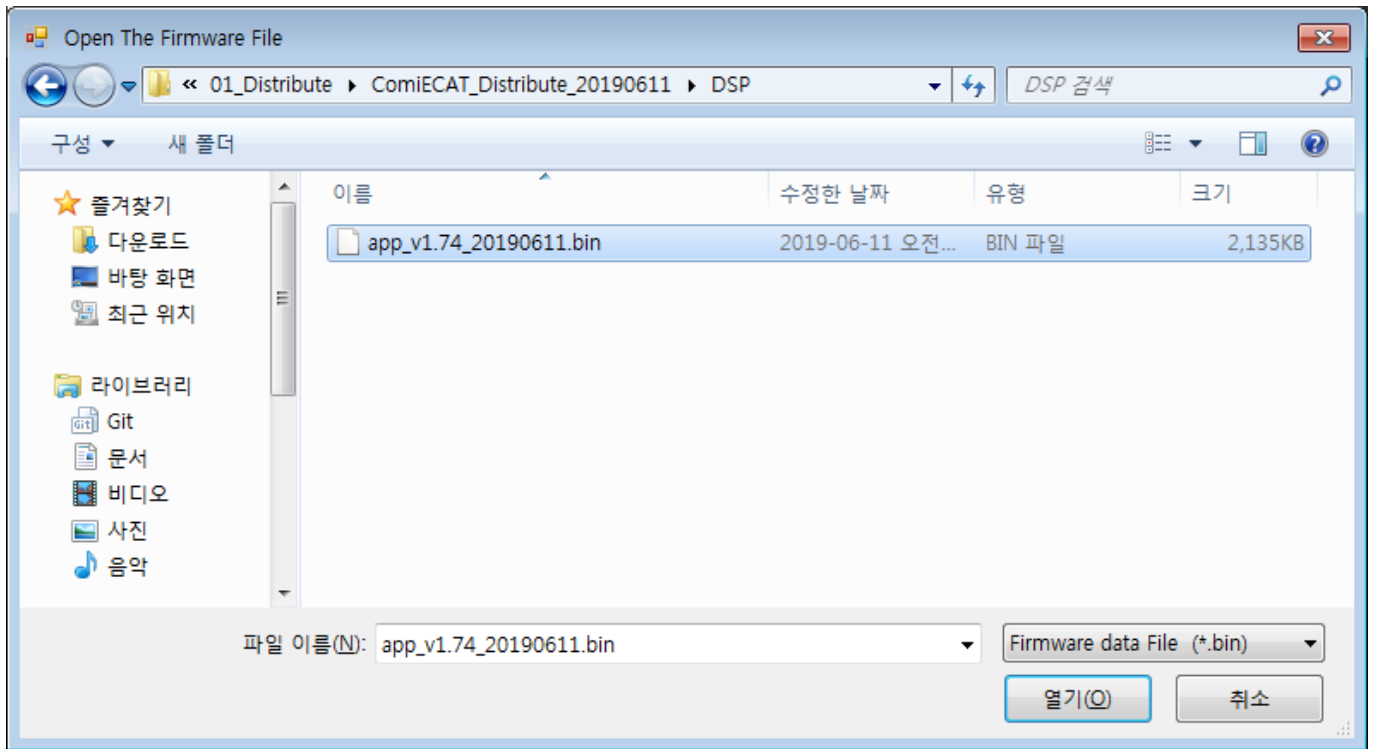 Open The Firmware File
« 01_Distribute ▸ ComiECAT_Distribute_20190611 ▸ DSP
DSP 검색
구성 새 폴더
이름 수정한 날짜 유형 크기
app_v1.74_20190611.bin 2019-06-11 오전... BIN 파일 2,135KB
즐겨찾기
다운로드
바탕 화면
최근 위치
라이브러리
Git
문서
비디오
사진
음악
파일 이름(N): app_v1.74_20190611.bin Firmware data File (*.bin)
열기(O) 취소